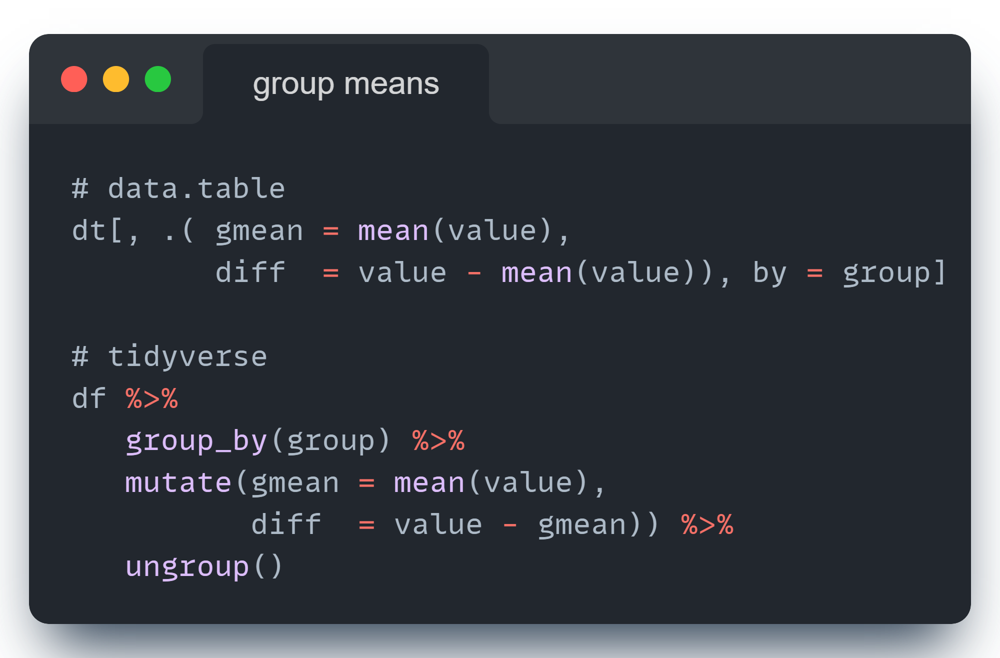 group means
# data.table
dt[, .( gmean = mean(value),
        diff  = value - mean(value)), by = group]
# tidyverse
df %>%
   group_by(group) %>%
   mutate(gmean = mean(value),
          diff  = value - gmean)) %>%
   ungroup()